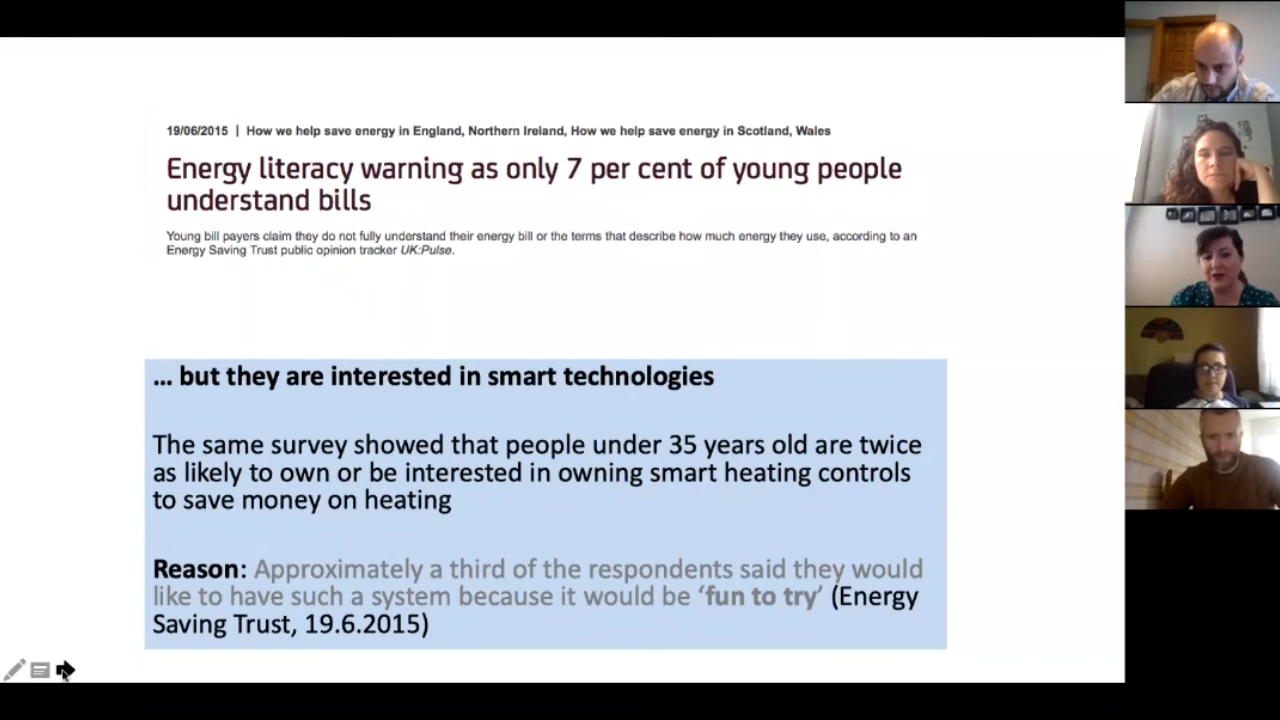 19/06/2015 | How we help save energy in England, Northern Ireland, How we help save energy in Scotland, Wales
Energy literacy warning as only 7 per cent of young people
understand bills
Young bill payers claim they do not fully understand their energy bill or the terms that describe how much energy they use, according to an
Energy Saving Trust public opinion tracker UK:Pulse.
... but they are interested in smart technologies
The same survey showed that people under 35 years old are twice
as likely to own or be interested in owning smart heating controls
to save money on heating
Reason: Approximately a third of the respondents said they would
like to have such a system because it would be ‘fun to try’ (Energy
Saving Trust, 19.6.2015)